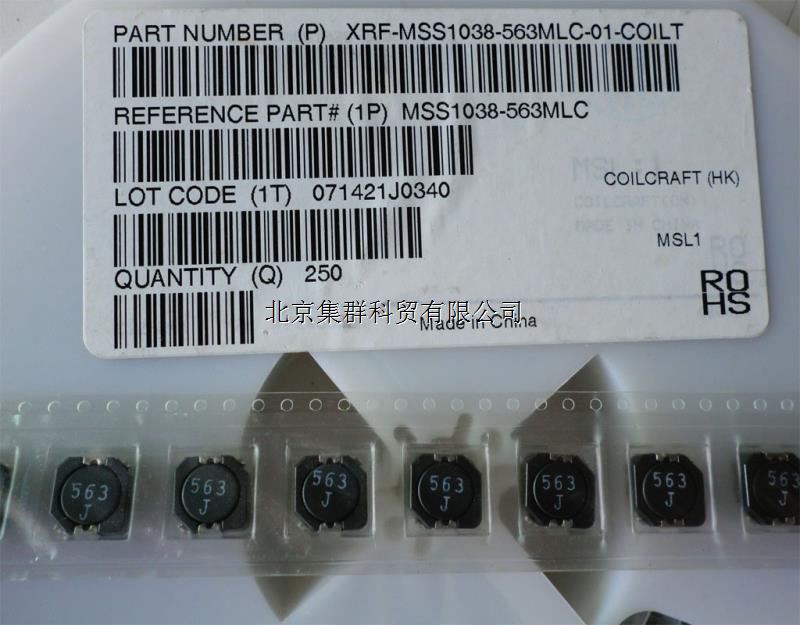 PART NUMBER (P) XRF-MSS1038-563MLC-01-COILT
REFERENCE PART# (1P) MSS1038-563MLC
COILCRAFT (HK)
LOT CODE (1T) 071421J0340
MSL1
QUANTITY (Q) 250
ROHS
北京集群科贸有限公司
Made in China
563
J
563
J
563
J
563
J
563
J
563
J
563
J